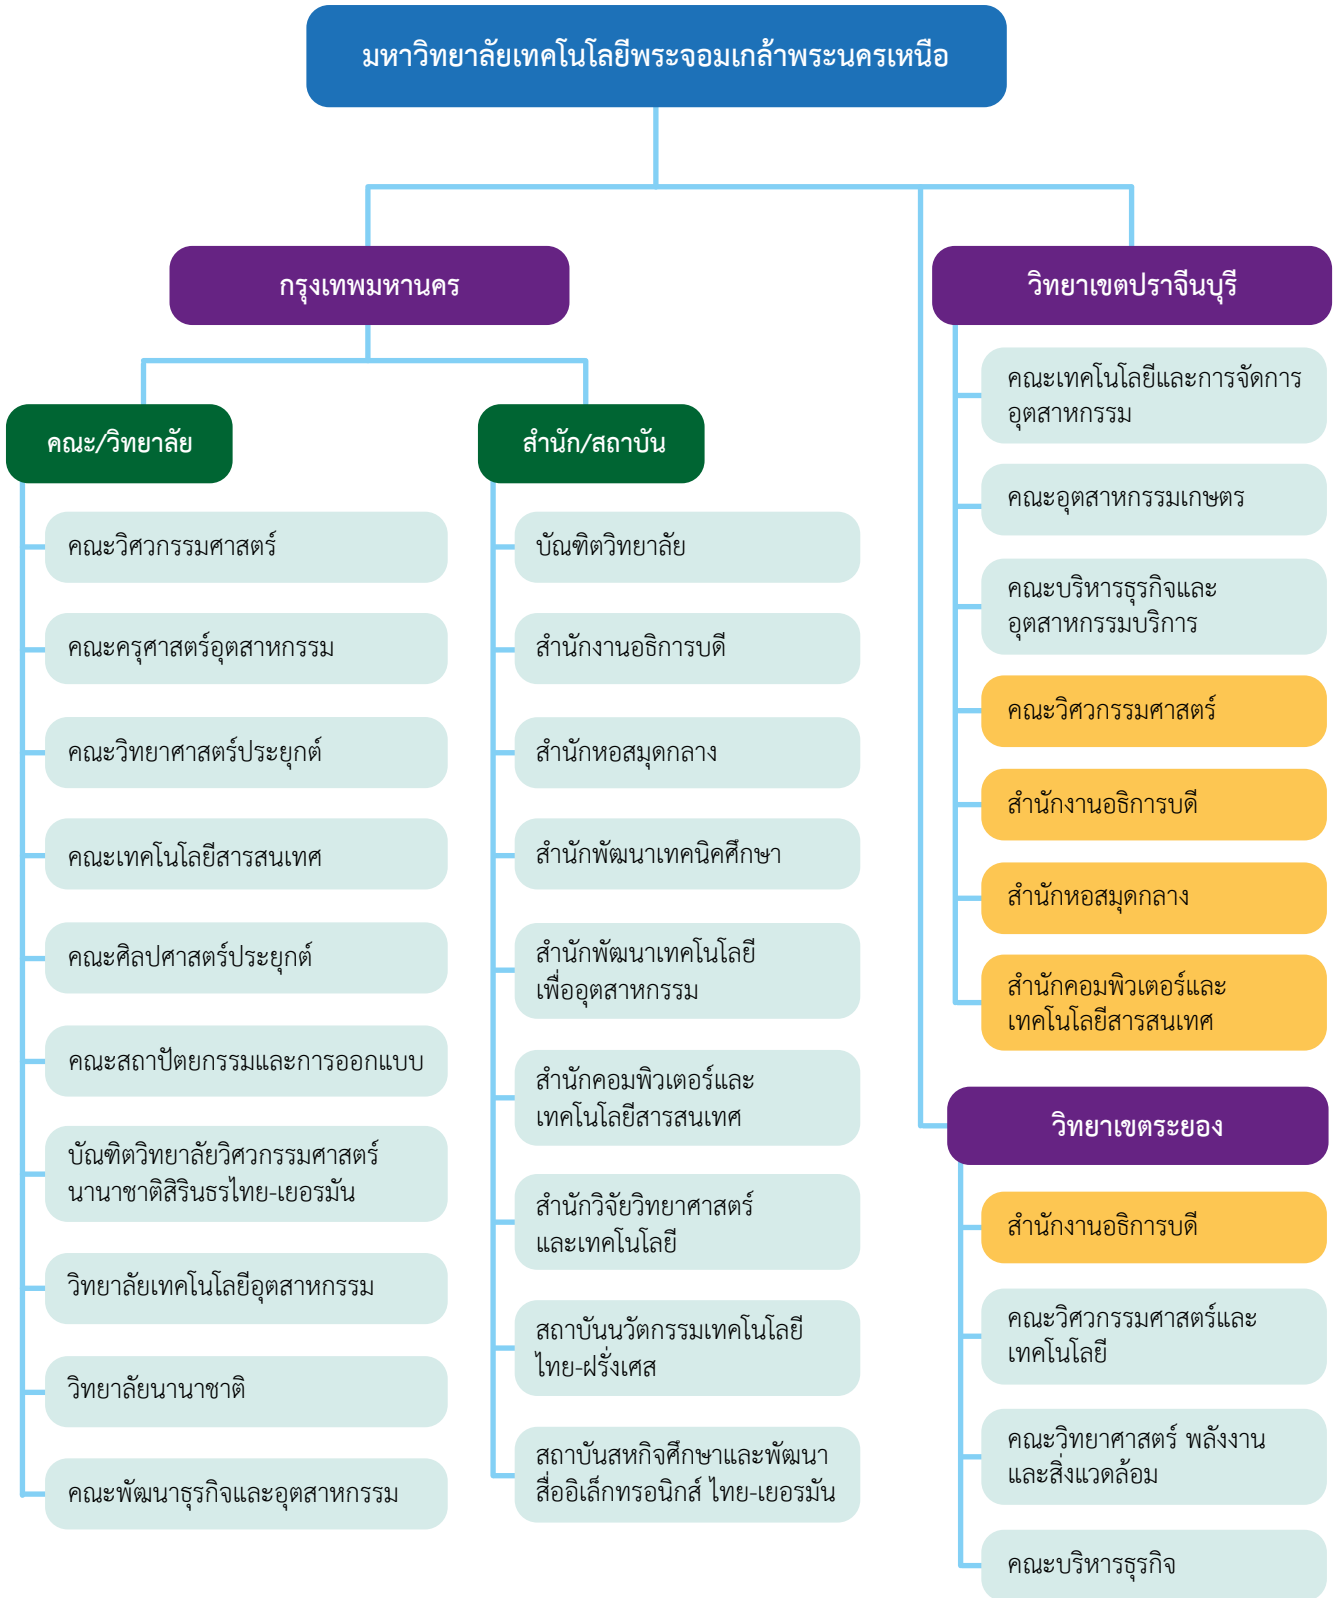 มหาวิทยาลัยเทคโนโลยีพระจอมเกล้าพระนครเหนือ
กรุงเทพมหานคร
คณะ/วิทยาลัย
คณะวิศวกรรมศาสตร์
คณะครุศาสตร์อุตสาหกรรม
คณะวิทยาศาสตร์ประยุกต์
คณะเทคโนโลยีสารสนเทศ
คณะศิลปศาสตร์ประยุกต์
คณะสถาปัตยกรรมและการออกแบบ
บัณฑิตวิทยาลัยวิศวกรรมศาสตร์
นานาชาติสิรินธรไทย-เยอรมัน
วิทยาลัยเทคโนโลยีอุตสาหกรรม
วิทยาลัยนานาชาติ
คณะพัฒนาธุรกิจและอุตสาหกรรม
สำนัก/สถาบัน
บัณฑิตวิทยาลัย
สำนักงานอธิการบดี
สำนักหอสมุดกลาง
สำนักพัฒนาเทคนิคศึกษา
สำนักพัฒนาเทคโนโลยี
เพื่ออุตสาหกรรม
สำนักคอมพิวเตอร์และ
เทคโนโลยีสารสนเทศ
สำนักวิจัยวิทยาศาสตร์
และเทคโนโลยี
สถาบันนวัตกรรมเทคโนโลยี
ไทย-ฝรั่งเศส
สถาบันสหกิจศึกษาและพัฒนา
สื่ออิเล็กทรอนิกส์ ไทย-เยอรมัน
วิทยาเขตปราจีนบุรี
คณะเทคโนโลยีและการจัดการ
อุตสาหกรรม
คณะอุตสาหกรรมเกษตร
คณะบริหารธุรกิจและ
อุตสาหกรรมบริการ
คณะวิศวกรรมศาสตร์
สำนักงานอธิการบดี
สำนักหอสมุดกลาง
สำนักคอมพิวเตอร์และ
เทคโนโลยีสารสนเทศ
วิทยาเขตระยอง
สำนักงานอธิการบดี
คณะวิศวกรรมศาสตร์และ
เทคโนโลยี
คณะวิทยาศาสตร์ พลังงาน
และสิ่งแวดล้อม
คณะบริหารธุรกิจ